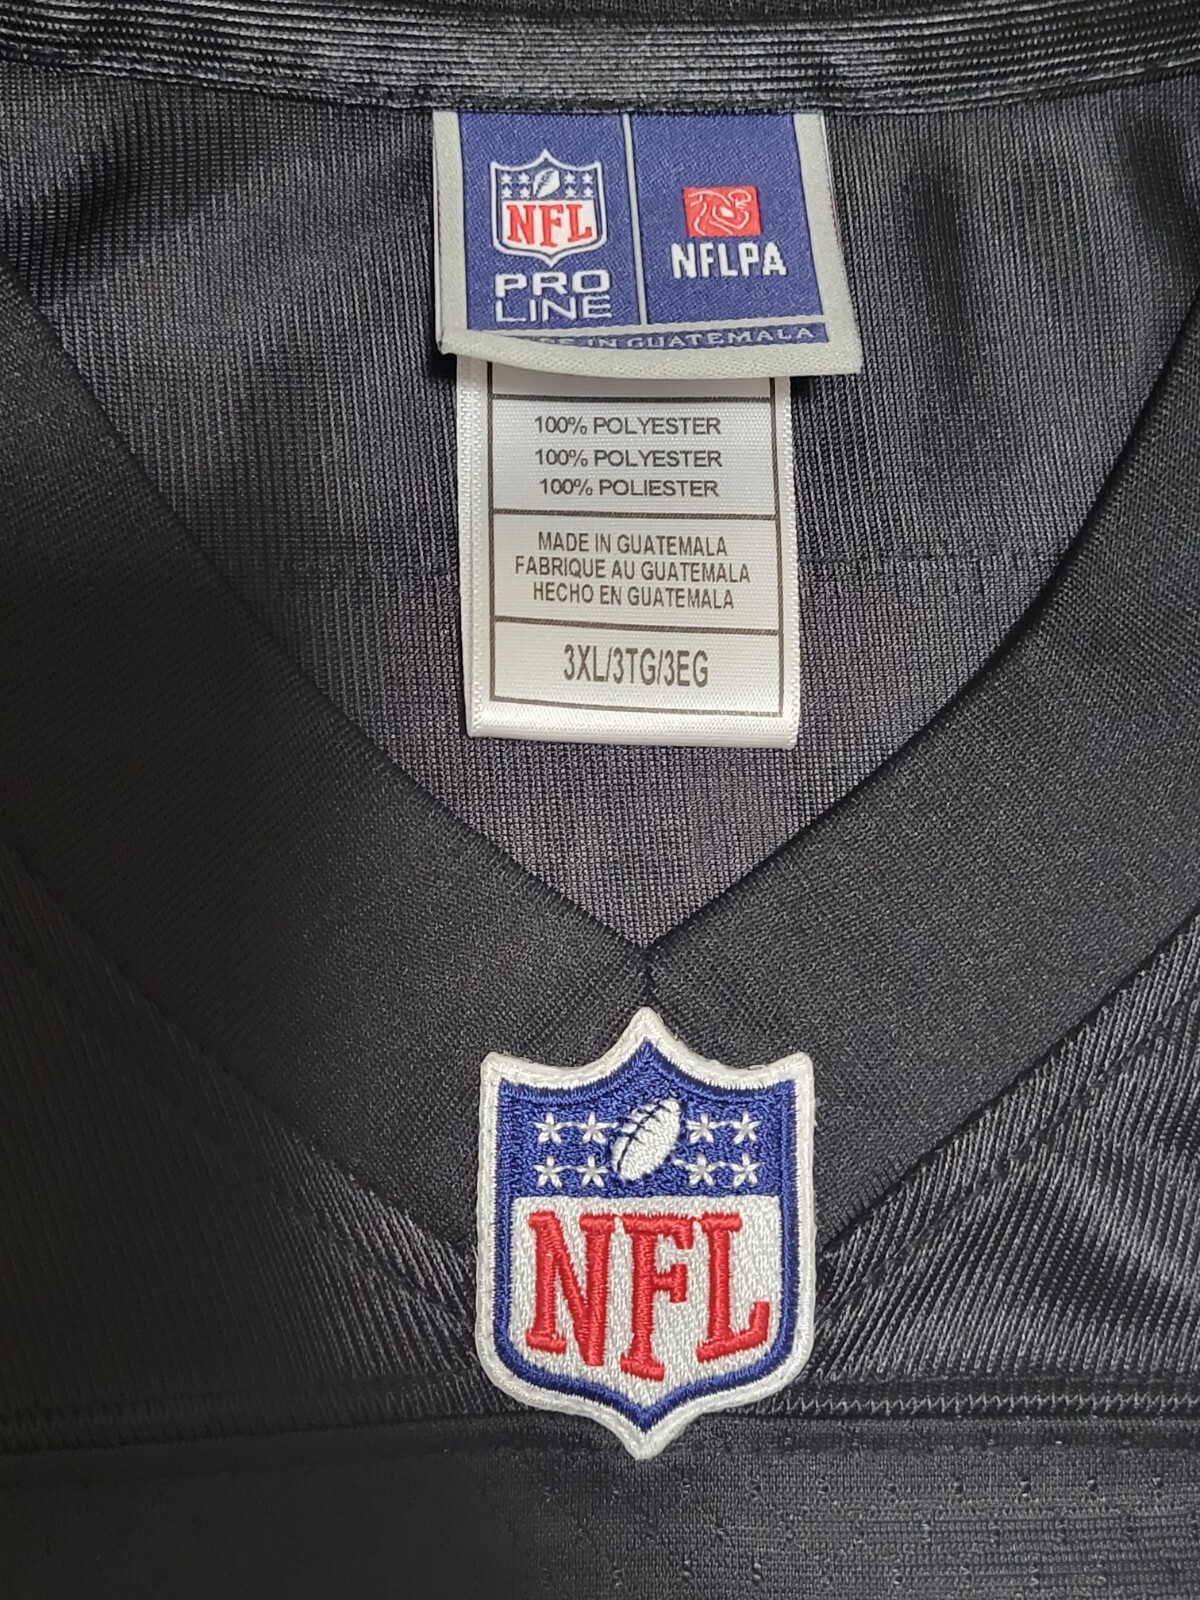 NFL
PRO
LINE
NFLPA
IN GUATEMALA
100% POLYESTER
100% POLYESTER
100% POLIESTER
MADE IN GUATEMALA
FABRIQUE AU GUATEMALA
HECHO EN GUATEMALA
3XL/3TG/3EG
NFL